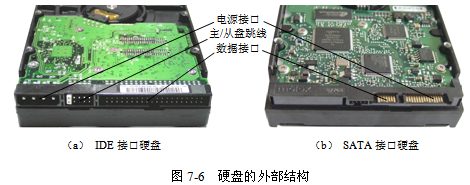 电源接口
主/从盘跳线
数据接口
（a） IDE 接口硬盘
（b） SATA 接口硬盘
图 7-6 硬盘的外部结构